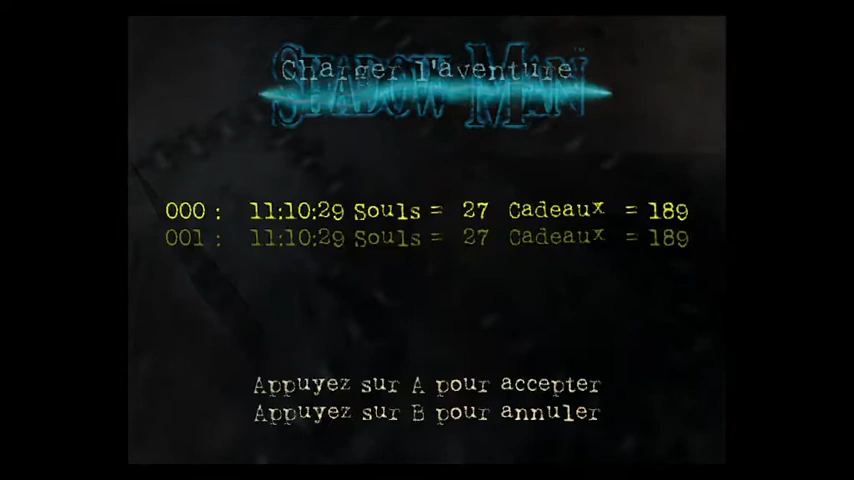 SHADOW MAN™
Charger l'aventure
000 : 11:10:29 Souls = 27 Cadeaux = 189
001 : 11:10:29 Souls = 27 Cadeaux = 189
Appuyez sur A pour accepter
Appuyez sur B pour annuler